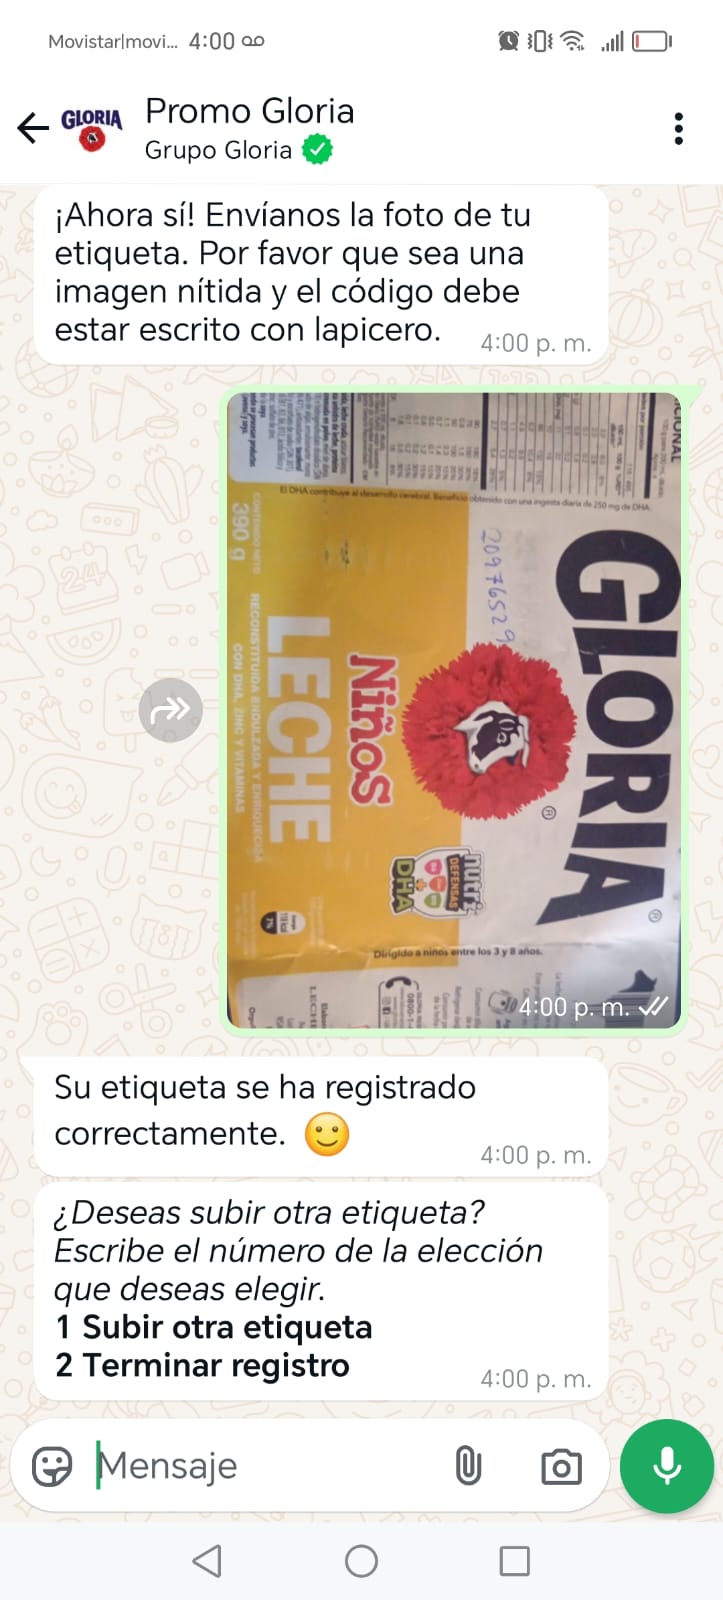 Movistar|movi... 4:00
GLORIA
Promo Gloria
Grupo Gloria
¡Ahora sí! Envíanos la foto de tu
etiqueta. Por favor que sea una
imagen nítida y el código debe
estar escrito con lapicero.
4:00 p. m.
El DHA contribuye al desarrollo cerebral. Beneficio obtenido con una ingesta diaria de 250 mg de DHA.
20976529
GLORIA
®
NIÑOS
LECHE
RECONSTITUIDA ENDULZADA Y ENRIQUECIDA
CON DHA, ZINC Y VITAMINAS
CONTENIDO NETO
390 g
nutri
DEFENSAS
DHA
®
Dirigido a niños entre los 3 y 8 años.
4:00 p. m.
Su etiqueta se ha registrado
correctamente. 🙂
4:00 p. m.
¿Deseas subir otra etiqueta?
Escribe el número de la elección
que deseas elegir.
1 Subir otra etiqueta
2 Terminar registro
4:00 p. m.
Mensaje